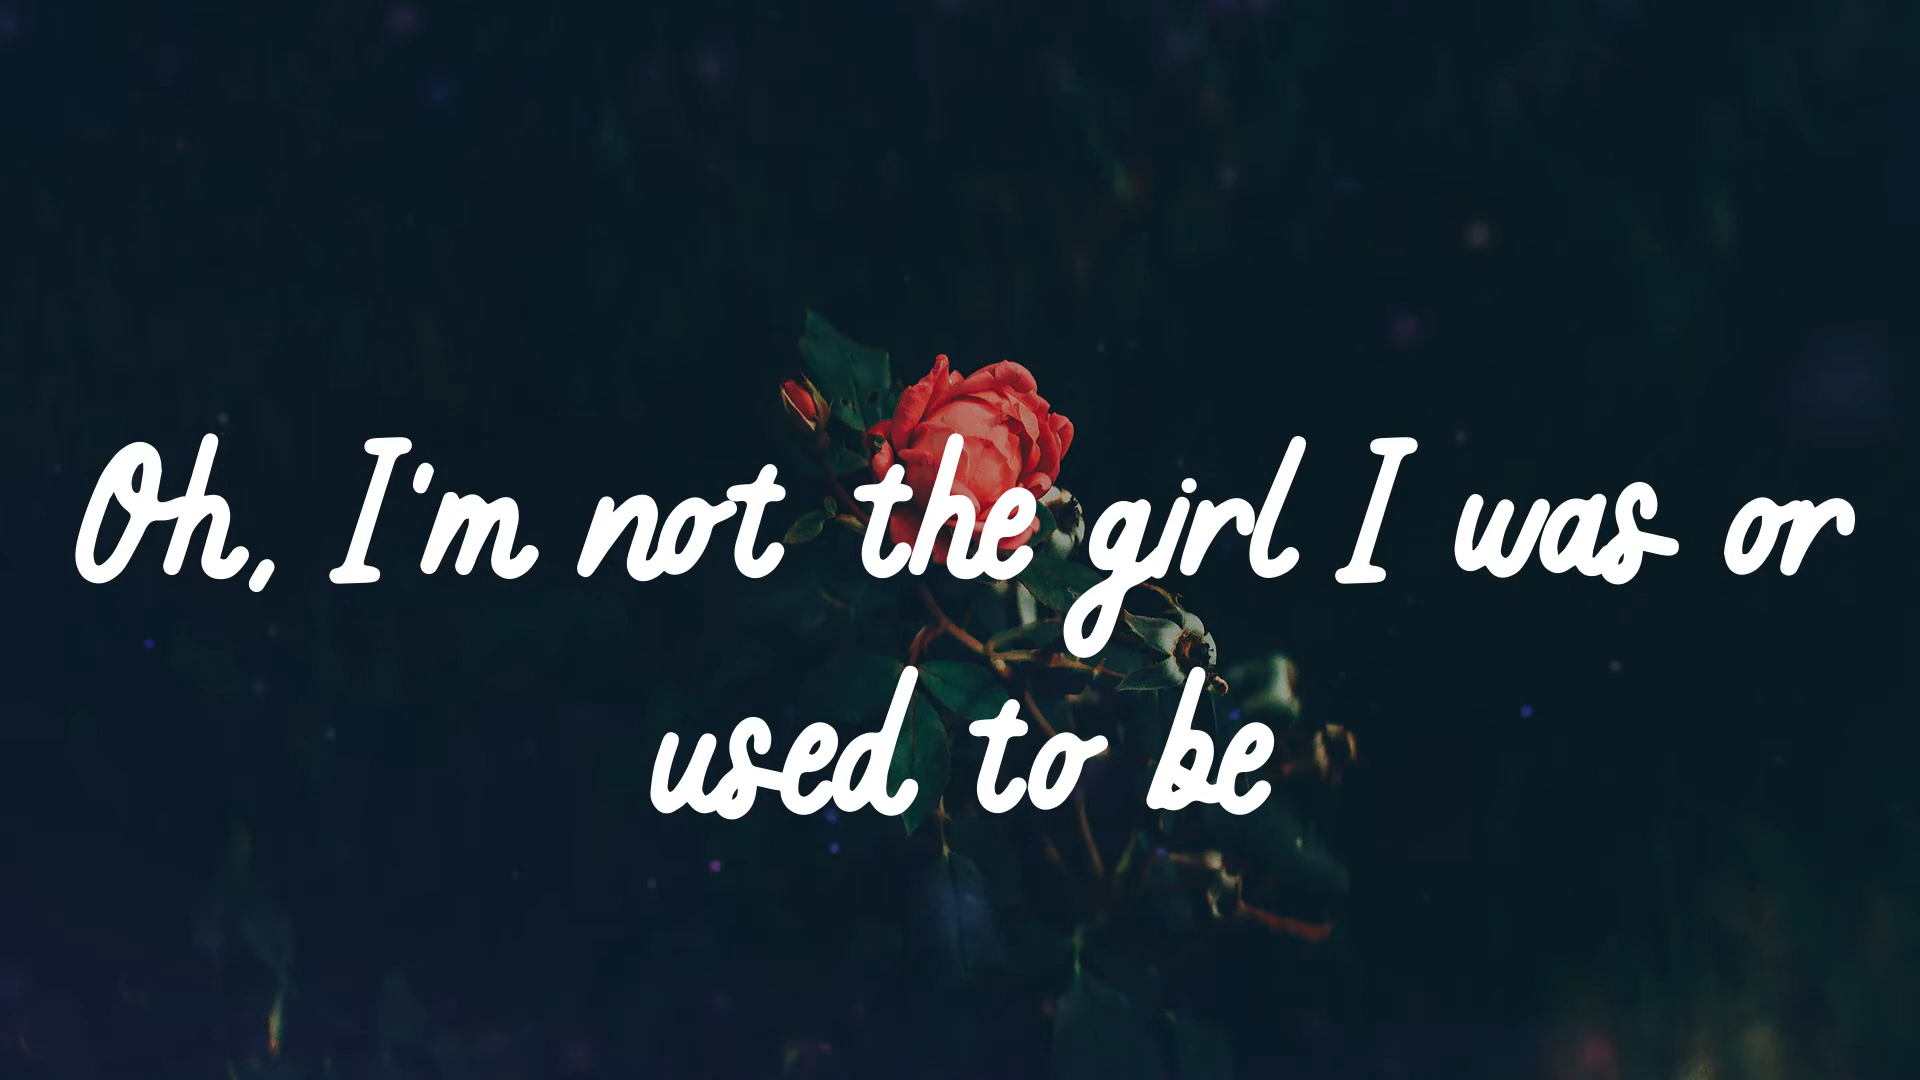 Oh, I'm not the girl I was or
used to be